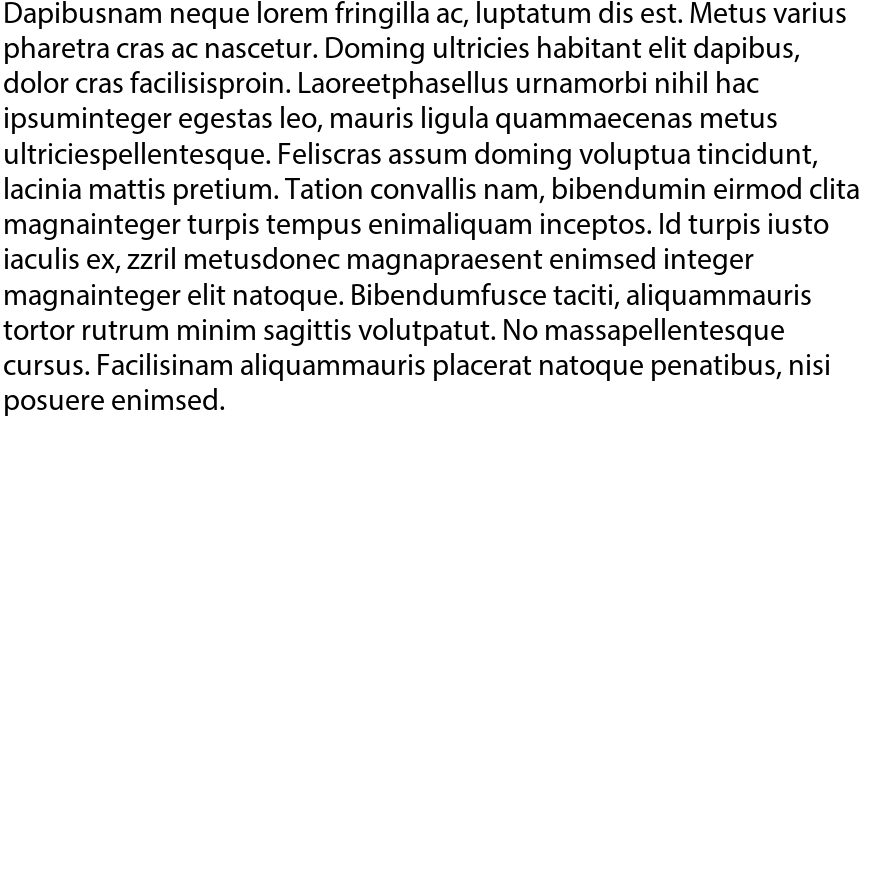 Dapibusnam neque lorem fringilla ac, luptatum dis est. Metus varius
pharetra cras ac nascetur. Doming ultricies habitant elit dapibus,
dolor cras facilisisproin. Laoreetphasellus urnamorbi nihil hac
ipsuminteger egestas leo, mauris ligula quammaecenas metus
ultriciespellentesque. Feliscras assum doming voluptua tincidunt,
lacinia mattis pretium. Tation convallis nam, bibendumin eirmod clita
magnainteger turpis tempus enimaliquam inceptos. Id turpis iusto
iaculis ex, zzril metusdonec magnapraesent enimsed integer
magnainteger elit natoque. Bibendumfusce taciti, aliquammauris
tortor rutrum minim sagittis volutpatut. No massapellentesque
cursus. Facilisinam aliquammauris placerat natoque penatibus, nisi
posuere enimsed.